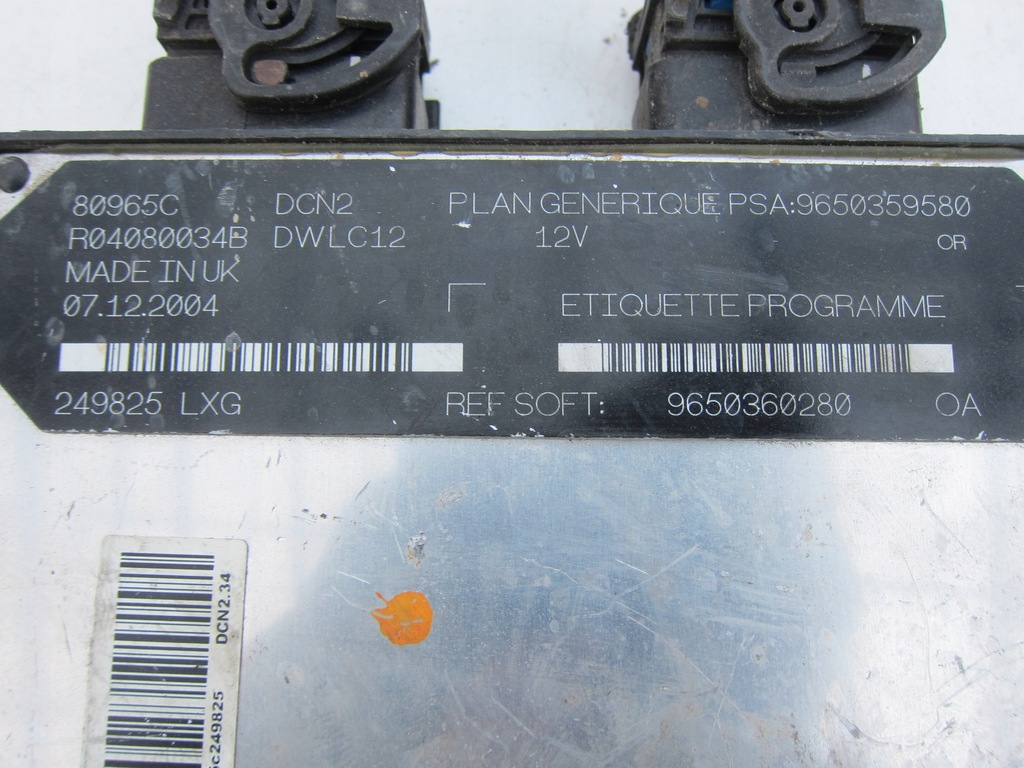 80965C DCN2 PLAN GENERIQUE PSA:9650359580
R04080034B DWLC12 12V OR
MADE IN UK
07.12.2004 ETIQUETTE PROGRAMME
249825 LXG REF SOFT: 9650360280 OA
DCN2.34
5c249825